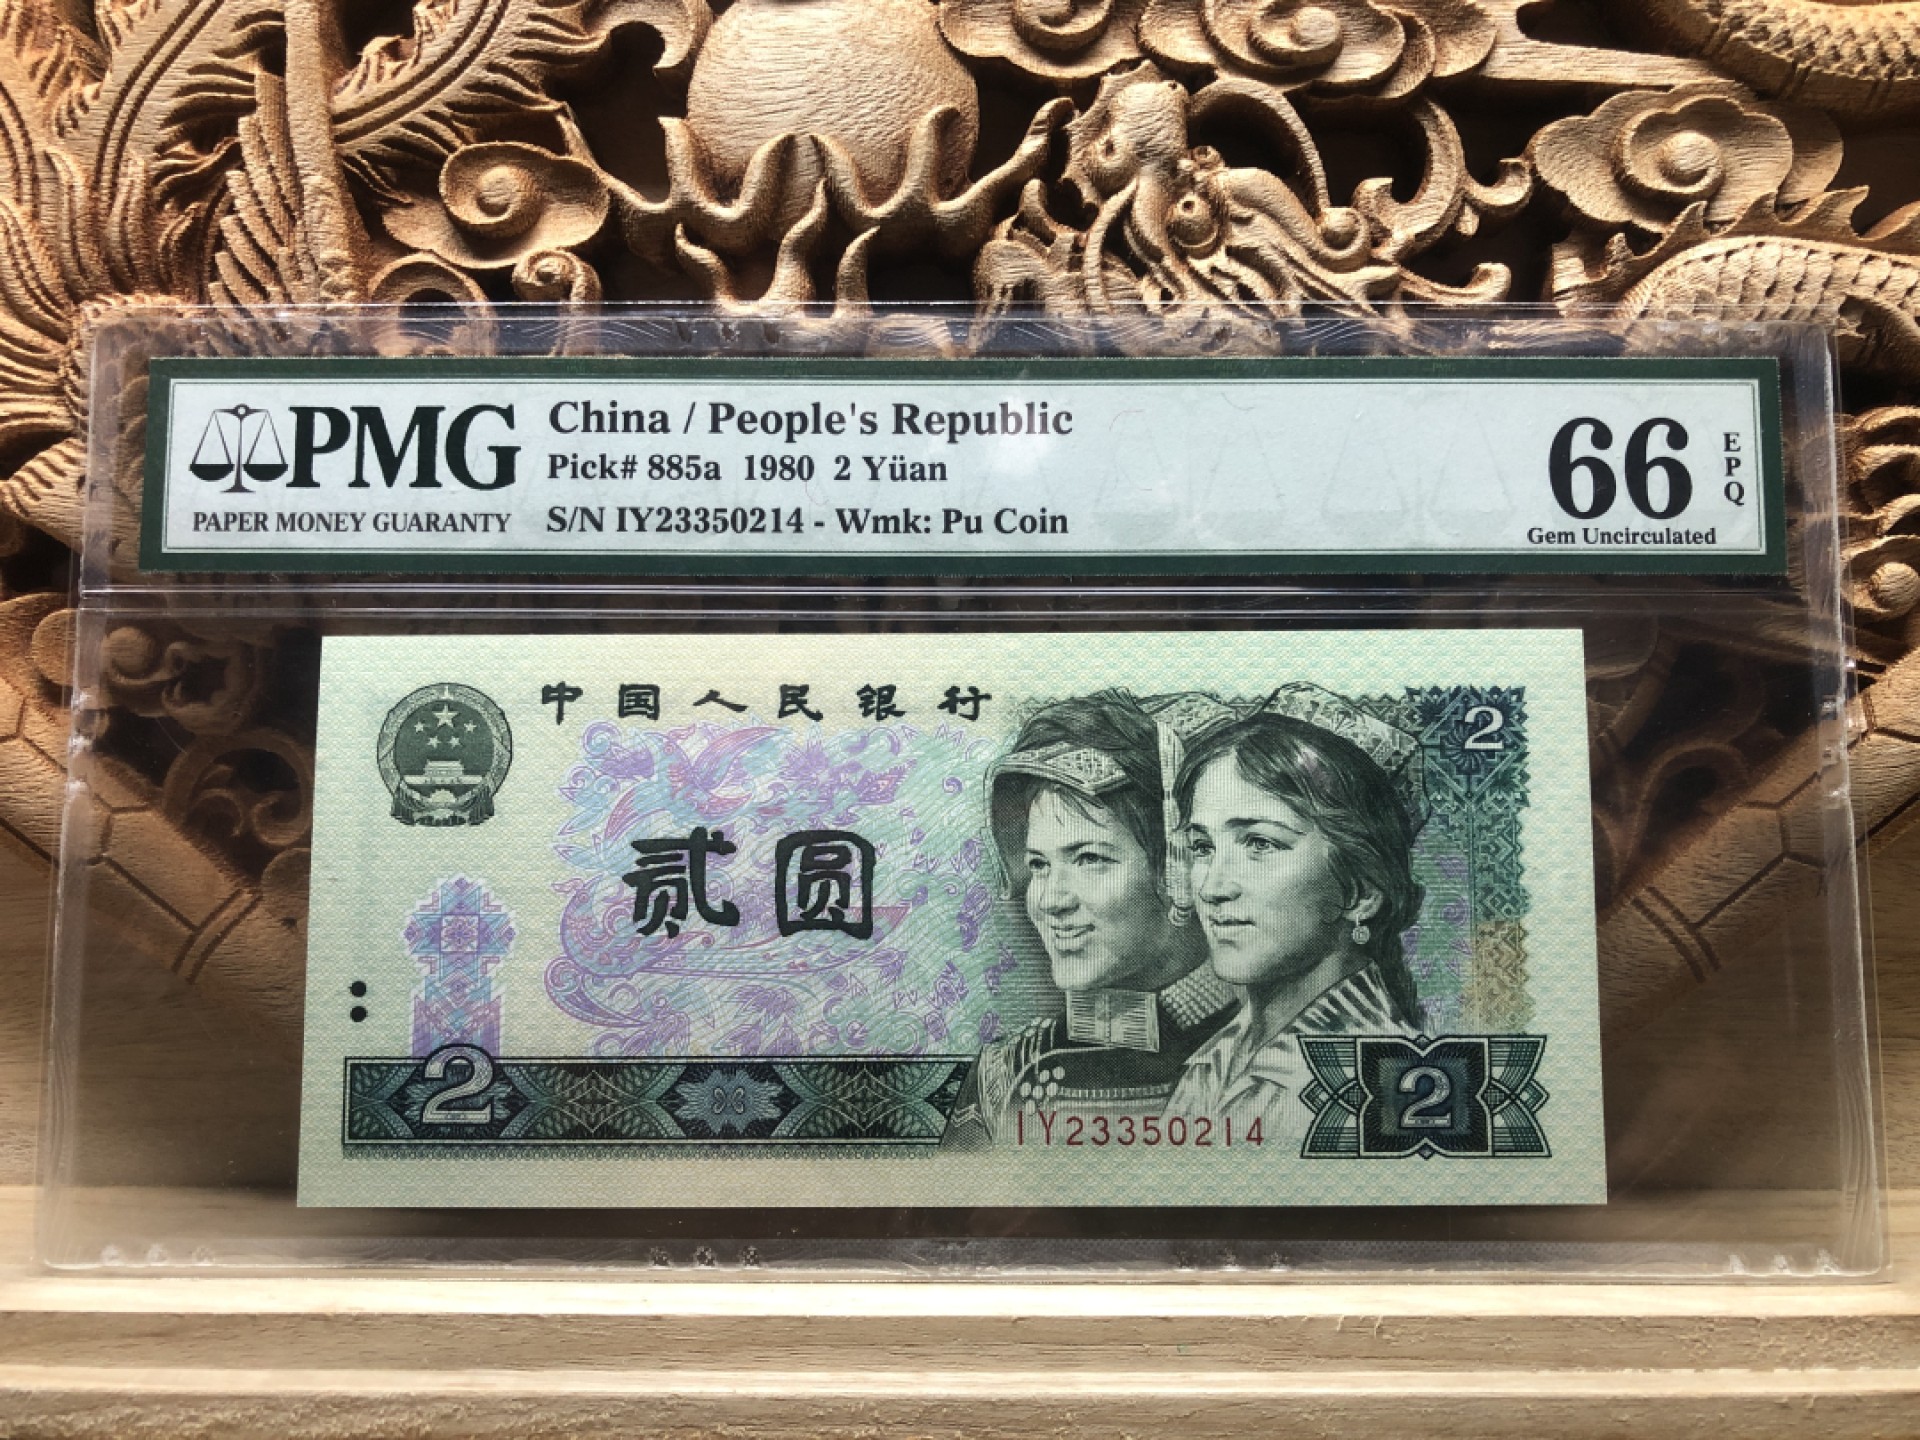 PMG
PAPER MONEY GUARANTY
China / People's Republic
Pick# 885a 1980 2 Yüan
S/N IY23350214 - Wmk: Pu Coin
66
EPQ
Gem Uncirculated
中国人民银行
2
贰圆
2
2
IY23350214